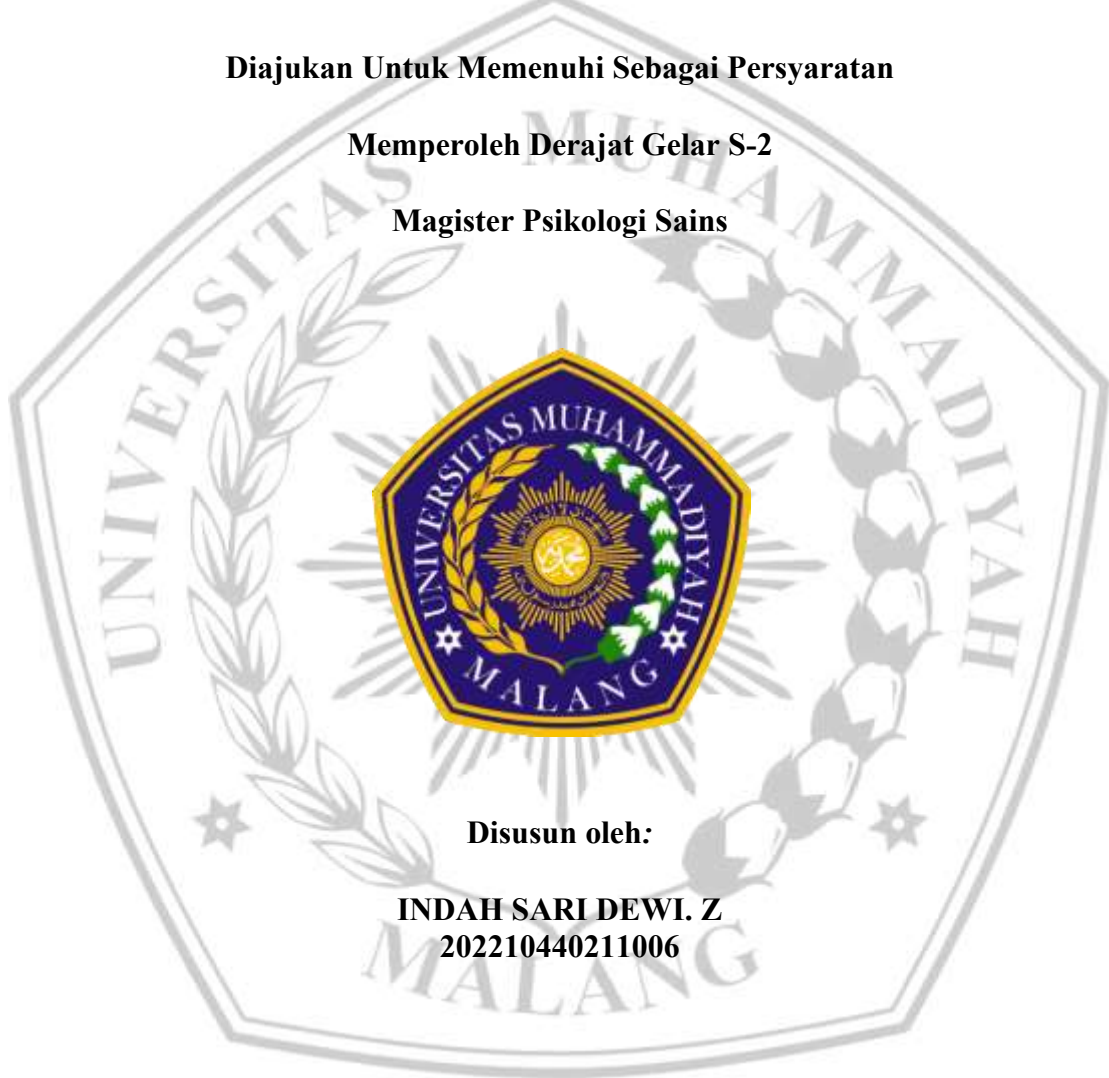 Diajukan Untuk Memenuhi Sebagai Persyaratan
Memperoleh Derajat Gelar S-2
Magister Psikologi Sains
UNIVERSITAS MUHAMMADIYAH
MALANG
UNIVERSITAS MUHAMMADIYAH
MALANG
Disusun oleh:
INDAH SARI DEWI. Z
202210440211006